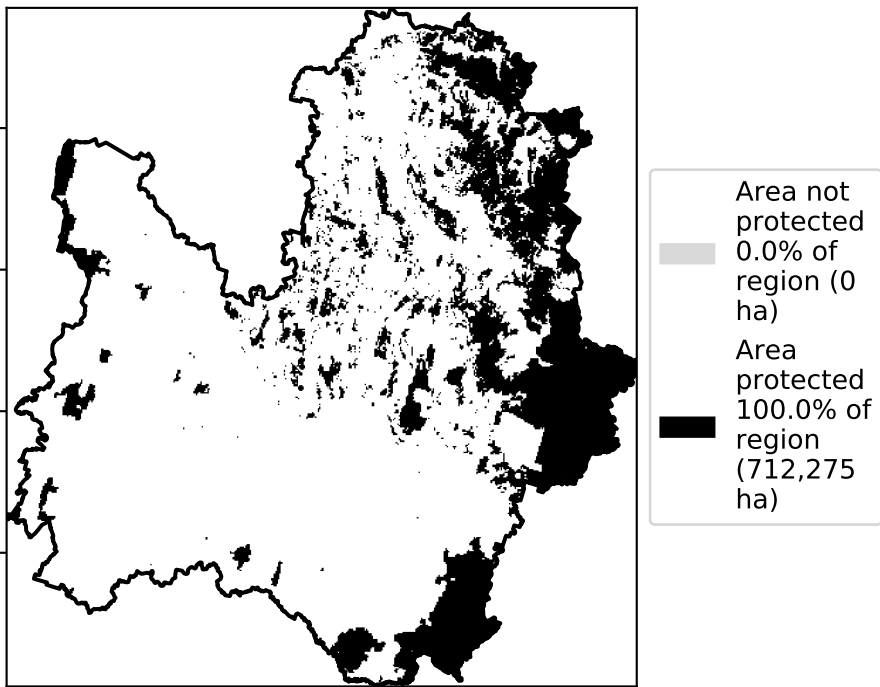 Area not
protected
0.0% of
region (0
ha)
Area
protected
100.0% of
region
(712,275
ha)